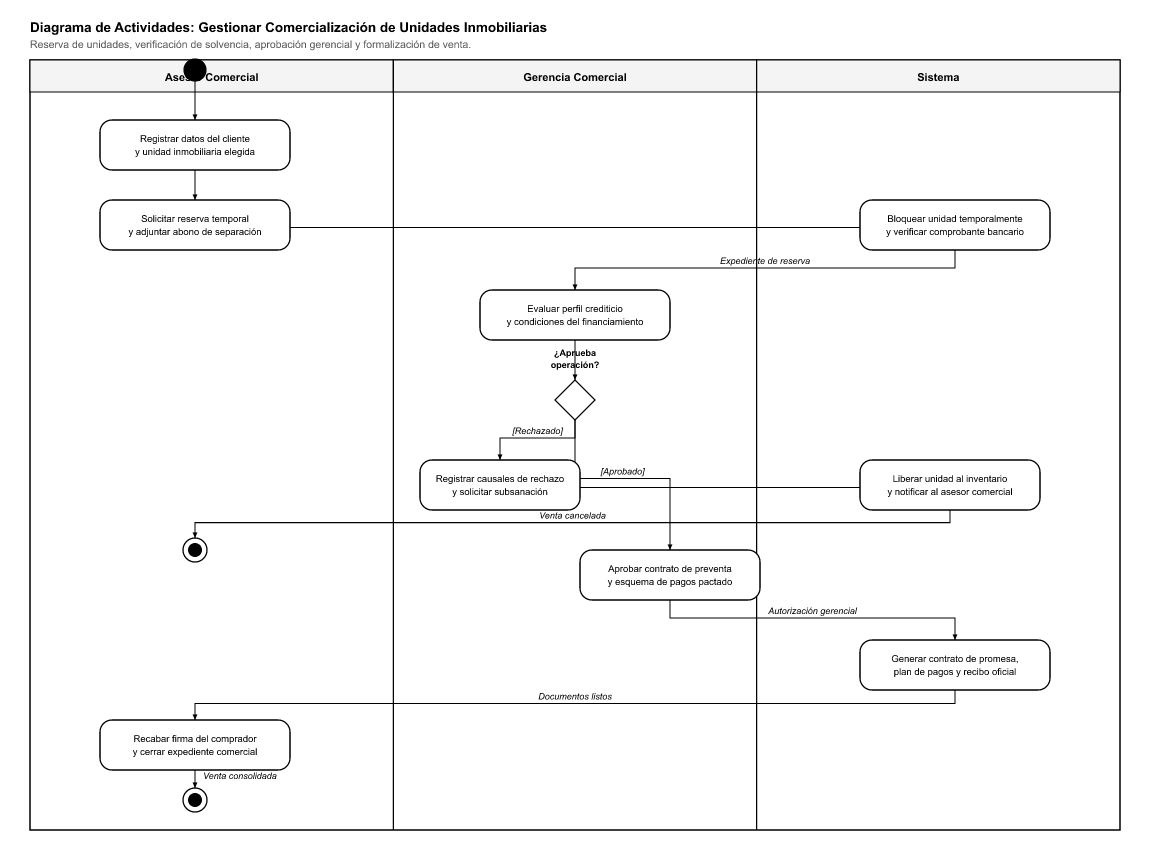 Diagrama de Actividades: Gestionar Comercialización de Unidades Inmobiliarias
Reserva de unidades, verificación de solvencia, aprobación gerencial y formalización de venta.
Asesor Comercial
Gerencia Comercial
Sistema
Registrar datos del cliente
y unidad inmobiliaria elegida
Solicitar reserva temporal
y adjuntar abono de separación
Bloquear unidad temporalmente
y verificar comprobante bancario
Expediente de reserva
Evaluar perfil crediticio
y condiciones del financiamiento
¿Aprueba
operación?
[Rechazado]
[Aprobado]
Registrar causales de rechazo
y solicitar subsanación
Liberar unidad al inventario
y notificar al asesor comercial
Venta cancelada
Aprobar contrato de preventa
y esquema de pagos pactado
Autorización gerencial
Generar contrato de promesa,
plan de pagos y recibo oficial
Documentos listos
Recabar firma del comprador
y cerrar expediente comercial
Venta consolidada